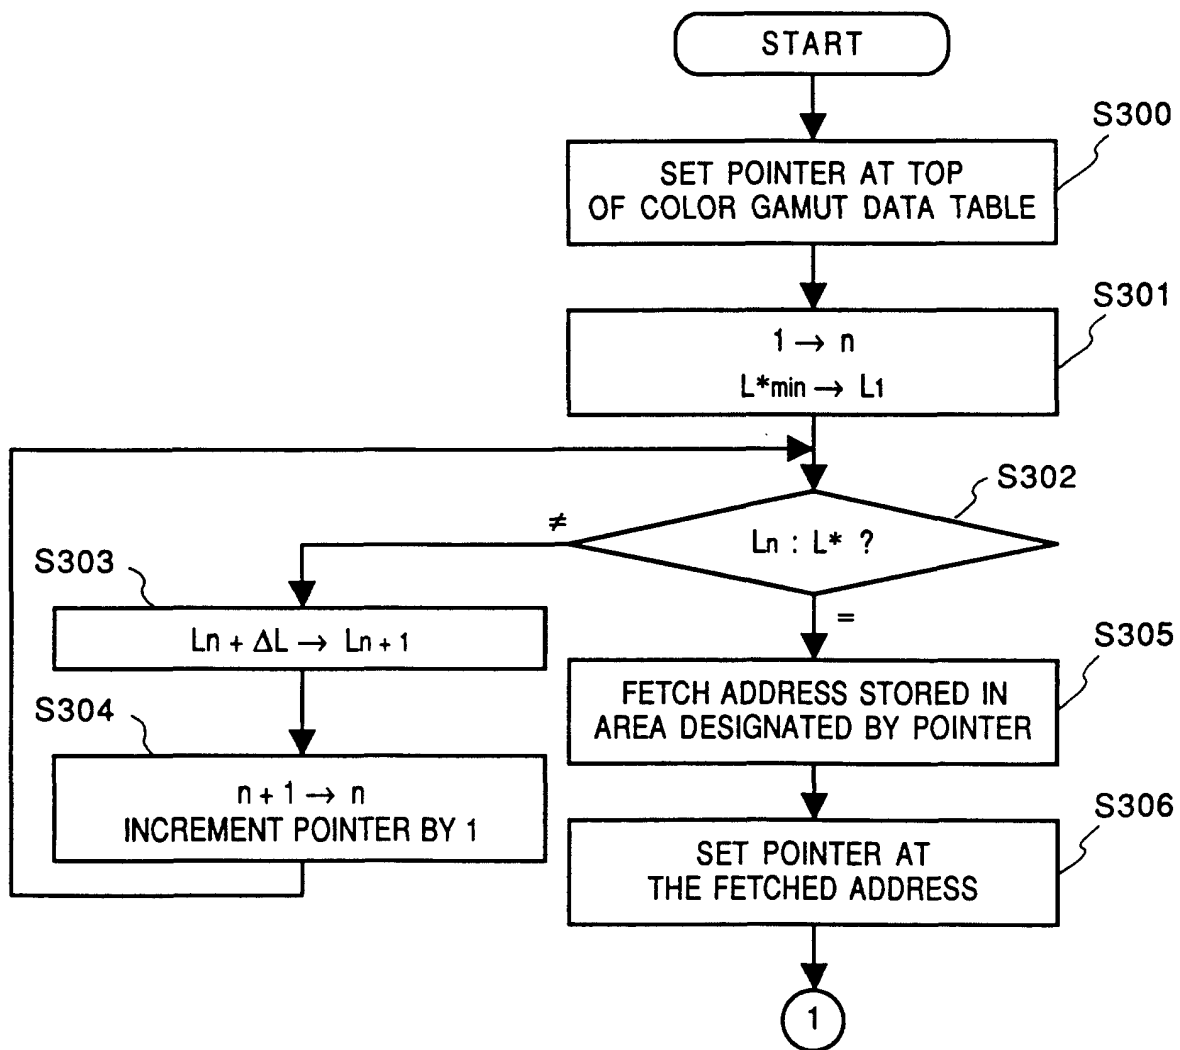 START
S300
SET POINTER AT TOP
OF COLOR GAMUT DATA TABLE
S301
1 → n
L*min → L1
S302
Ln : L* ?
≠
=
S303
Ln + ΔL → Ln + 1
S304
n + 1 → n
INCREMENT POINTER BY 1
S305
FETCH ADDRESS STORED IN
AREA DESIGNATED BY POINTER
S306
SET POINTER AT
THE FETCHED ADDRESS
1